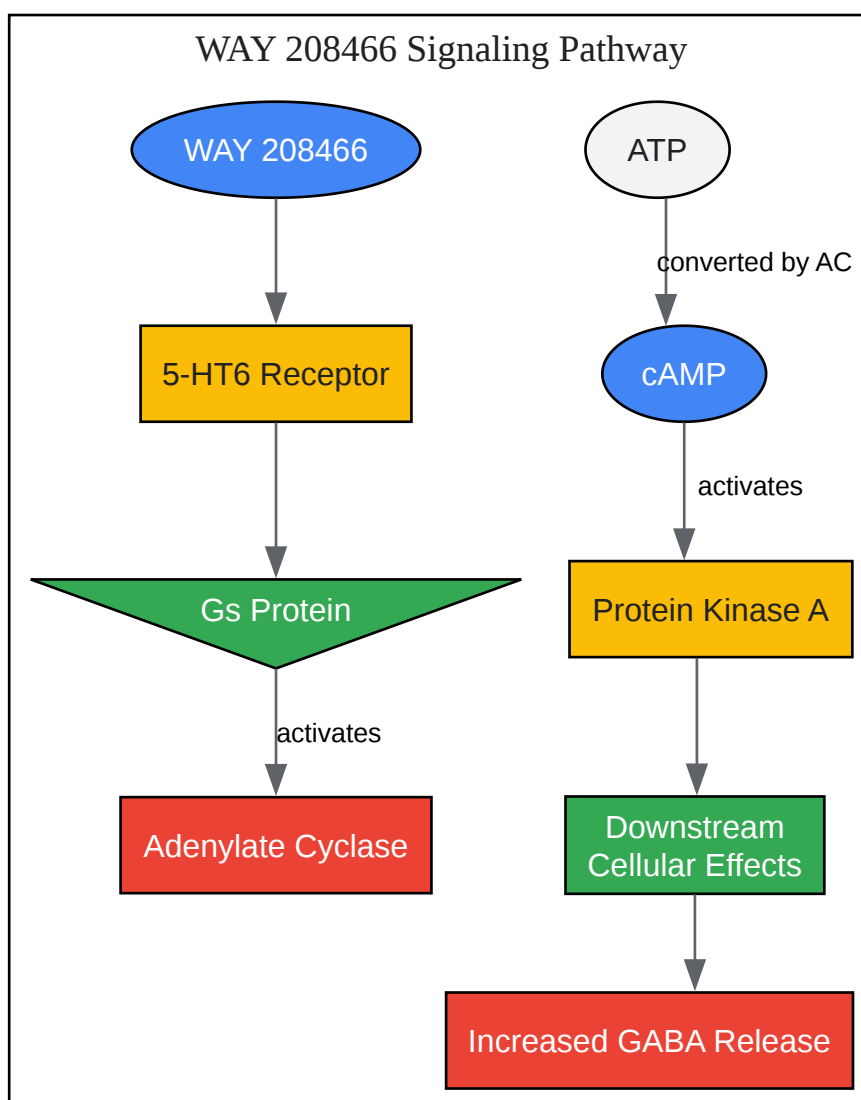 WAY 208466 Signaling Pathway
WAY 208466
5-HT6 Receptor
Gs Protein
activates
Adenylate Cyclase
ATP
converted by AC
cAMP
activates
Protein Kinase A
Downstream
Cellular Effects
Increased GABA Release